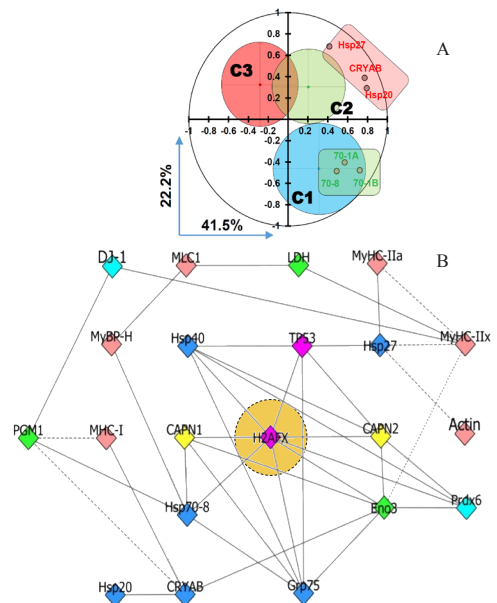 A
1
0.8
0.6
0.4
0.2
Hsp27
CRYAB
Hsp20
C3
C2
-1 -0.8 -0.6 -0.4 -0.2 0 0.2 0.4 0.6 0.8 1
-0.2
-0.4
-0.6
-0.8
-1
70-1A
70-8 70-1B
C1
22.2%
41.5%
B
DJ-1 MLC1 LDH MyHC-IIa
MyBP-H Hsp40 TP53 Hsp27 MyHC-IIx
PGM1 MHC-I CAPN1 H2AFX CAPN2 Actin
Hsp70-8 Eno3 Prdx6
Hsp20 CRYAB Grp75